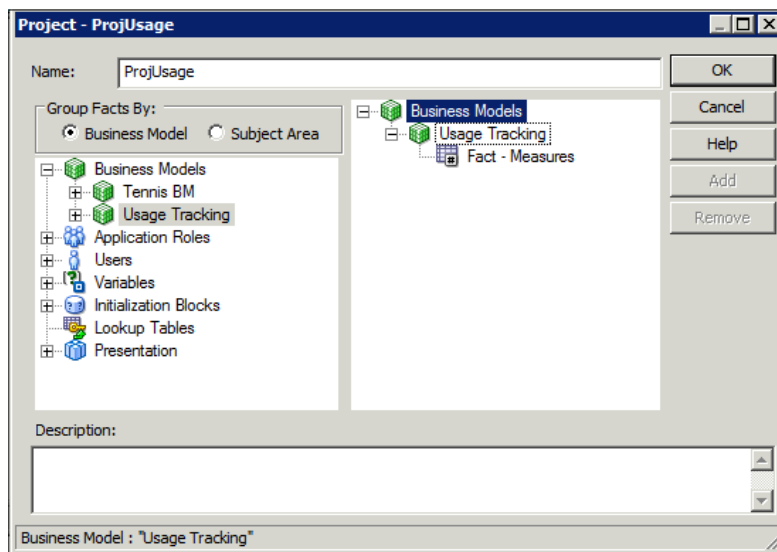 Project - ProjUsage
Name: ProjUsage
OK
Group Facts By:
Business Model Subject Area
Cancel
Help
Add
Remove
Business Models
Tennis BM
Usage Tracking
Application Roles
Users
Variables
Initialization Blocks
Lookup Tables
Presentation
Business Models
Usage Tracking
Fact - Measures
Description:
Business Model : "Usage Tracking"